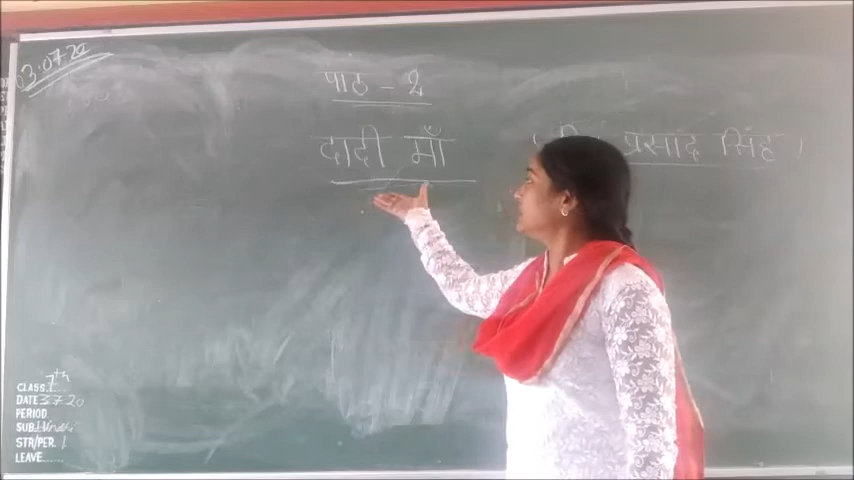 03.07.20
पाठ - 2
दादी माँ
प्रसाद सिंह )
CLASS. 7th
DATE 3.7.20
PERIOD
SUB. Hindi
STR/PER. 1
LEAVE.......